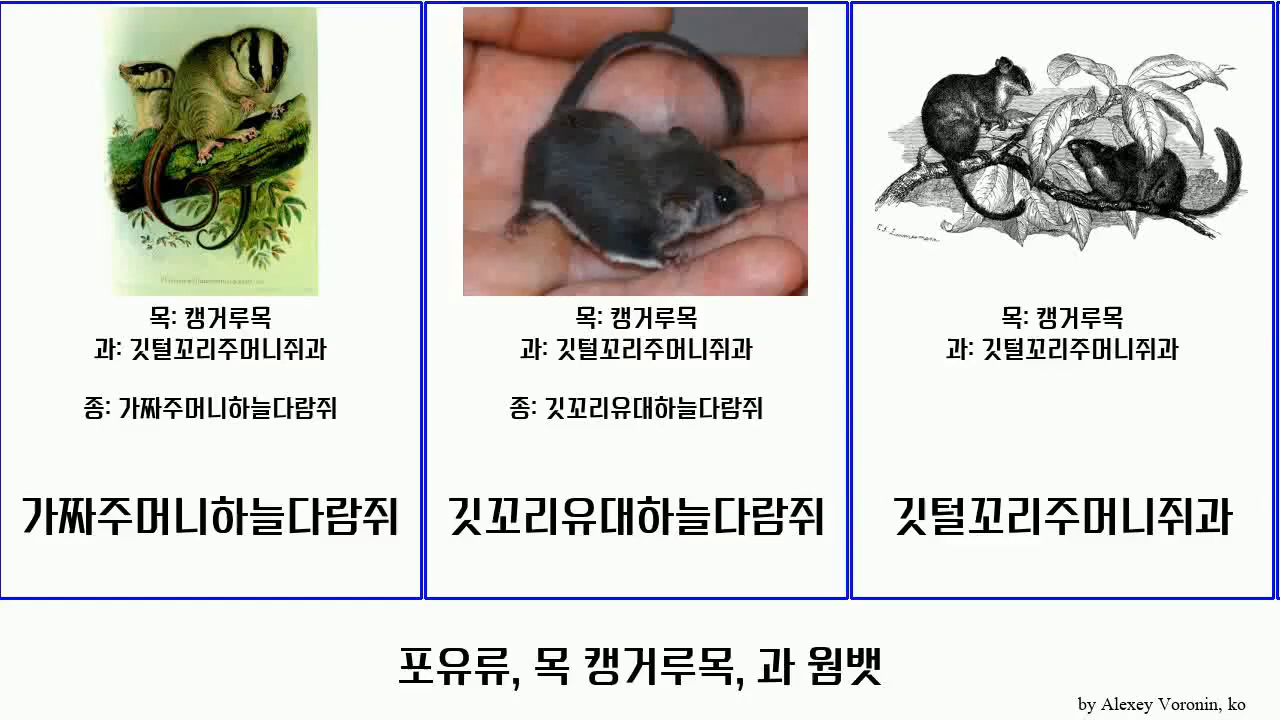 목: 캥거루목
과: 깃털꼬리주머니쥐과
종: 가짜주머니하늘다람쥐
가짜주머니하늘다람쥐
목: 캥거루목
과: 깃털꼬리주머니쥐과
종: 깃꼬리유대하늘다람쥐
깃꼬리유대하늘다람쥐
목: 캥거루목
과: 깃털꼬리주머니쥐과
깃털꼬리주머니쥐과
포유류, 목 캥거루목, 과 웜뱃
by Alexey Voronin, ko